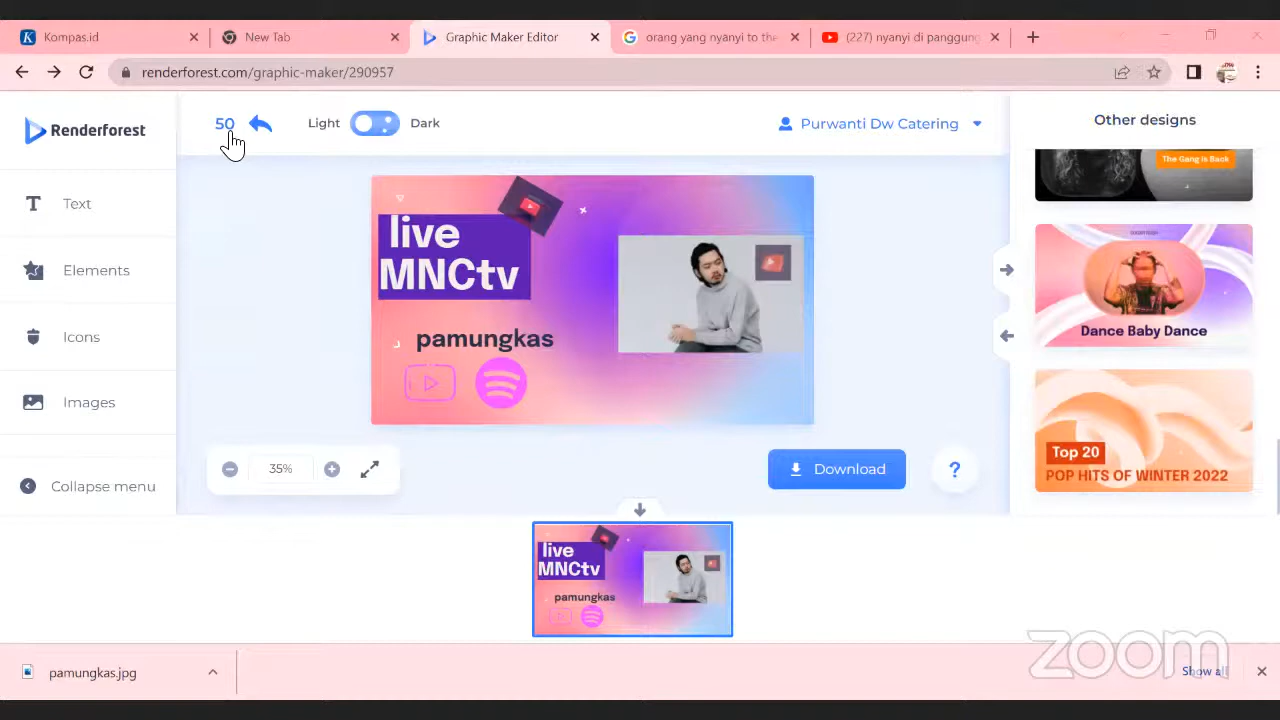 Kompas.id
New Tab
Graphic Maker Editor
orang yang nyanyi to the
(227) nyanyi di panggung
renderforest.com/graphic-maker/290957
Renderforest
50
Light
Dark
Purwanti Dw Catering
Other designs
Text
Elements
Icons
Images
Collapse menu
live
MNCtv
pamungkas
35%
Download
?
The Gang is Back
Dance Baby Dance
Top 20
POP HITS OF WINTER 2022
live
MNCtv
pamungkas
pamungkas.jpg
Show all
zoom